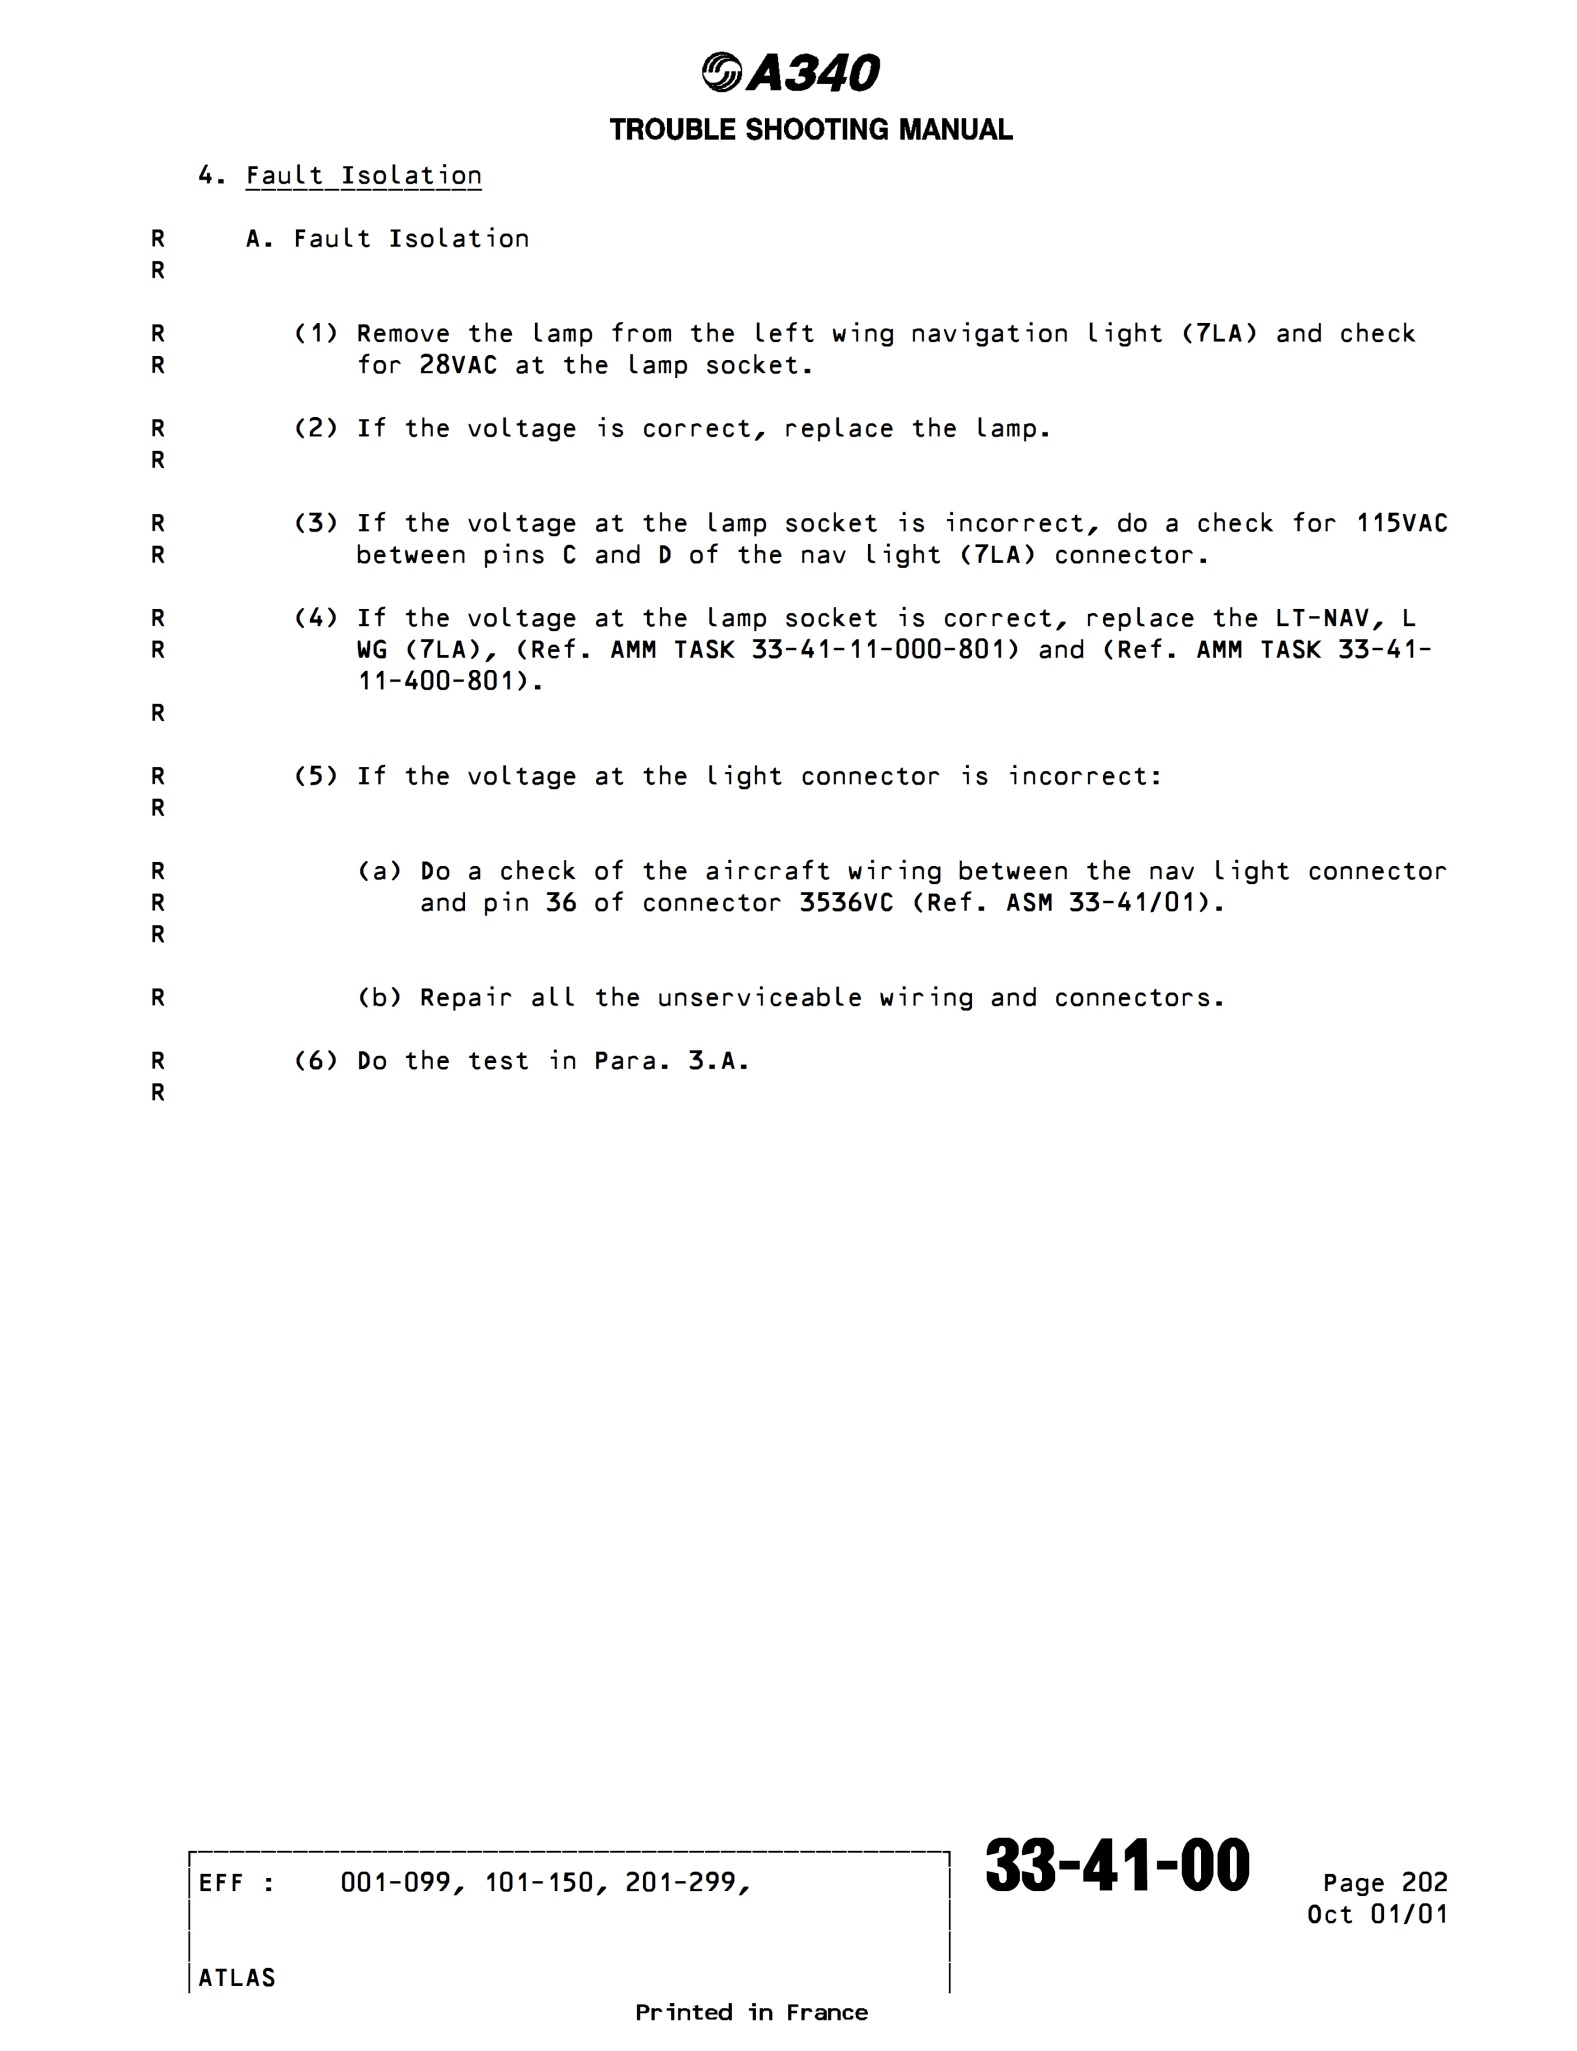 A340
TROUBLE SHOOTING MANUAL
4. Fault Isolation
R A. Fault Isolation
R
R (1) Remove the lamp from the left wing navigation light (7LA) and check
R for 28VAC at the lamp socket.
R (2) If the voltage is correct, replace the lamp.
R
R (3) If the voltage at the lamp socket is incorrect, do a check for 115VAC
R between pins C and D of the nav light (7LA) connector.
R (4) If the voltage at the lamp socket is correct, replace the LT-NAV, L
R WG (7LA), (Ref. AMM TASK 33-41-11-000-801) and (Ref. AMM TASK 33-41-
11-400-801).
R
R (5) If the voltage at the light connector is incorrect:
R
R (a) Do a check of the aircraft wiring between the nav light connector
R and pin 36 of connector 3536VC (Ref. ASM 33-41/01).
R
R (b) Repair all the unserviceable wiring and connectors.
R (6) Do the test in Para. 3.A.
R
EFF : 001-099, 101-150, 201-299,
33-41-00
Page 202
Oct 01/01
ATLAS
Printed in France